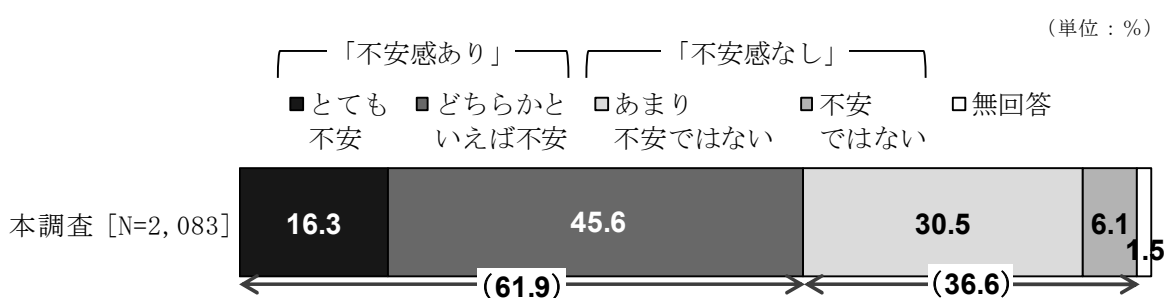 （単位：％）
「不安感あり」 「不安感なし」
■とても ■どちらかと □あまり ■不安 □無回答
不安 いえば不安 不安ではない ではない
本調査 [N=2,083] 16.3 45.6 30.5 6.1 1.5
（61.9） （36.6）